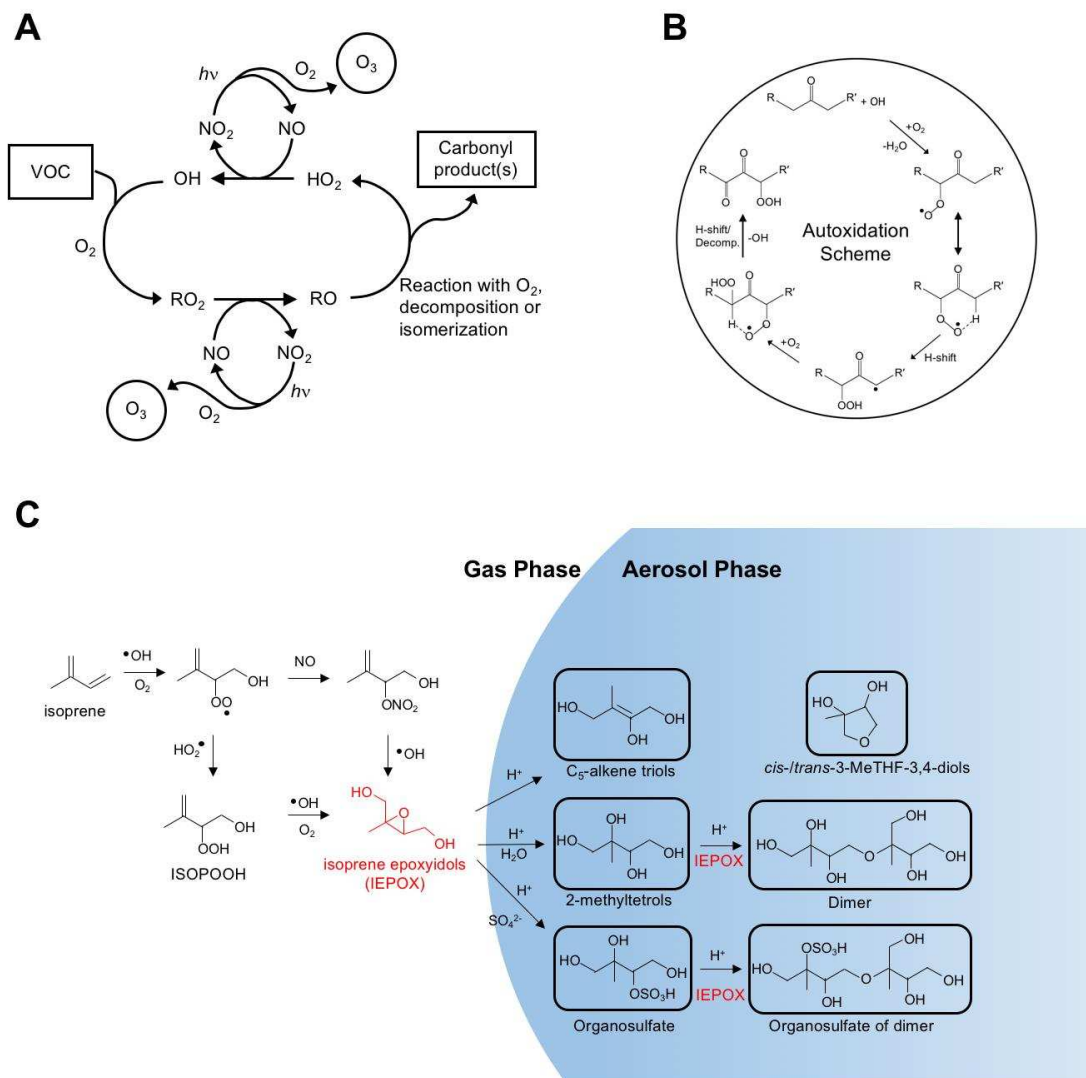 A
hν
O2
O3
NO2
NO
VOC
OH
HO2
Carbonyl
product(s)
O2
RO2
RO
Reaction with O2,
decomposition or
isomerization
NO
NO2
O3
O2
hν
B
R
O
R′
+ OH
+O2
-H2O
R
O
R′
O
•O
Autoxidation
Scheme
R
O
R′
O
O
OOH
H-shift/
Decomp.
-OH
HOO
O
R
R′
H
O
O•
+O2
O
R
R′
O
O•
H
H-shift
O
R
R′
•
OOH
C
Gas Phase
Aerosol Phase
isoprene
•OH
O2
OH
OO
•
NO
OH
ONO2
HO2•
•OH
OH
OOH
ISOPOOH
•OH
O2
HO
O
OH
isoprene epoxyidols
(IEPOX)
H+
H+
H2O
H+
SO42-
HO
OH
OH
C5-alkene triols
OH
HO
O
cis-/trans-3-MeTHF-3,4-diols
OH
HO
OH
OH
2-methyltetrols
H+
IEPOX
OH
HO
OH
O
OH
OH
OH
Dimer
OH
HO
OH
OSO3H
Organosulfate
H+
IEPOX
OSO3H
HO
OH
O
OH
OH
OH
Organosulfate of dimer